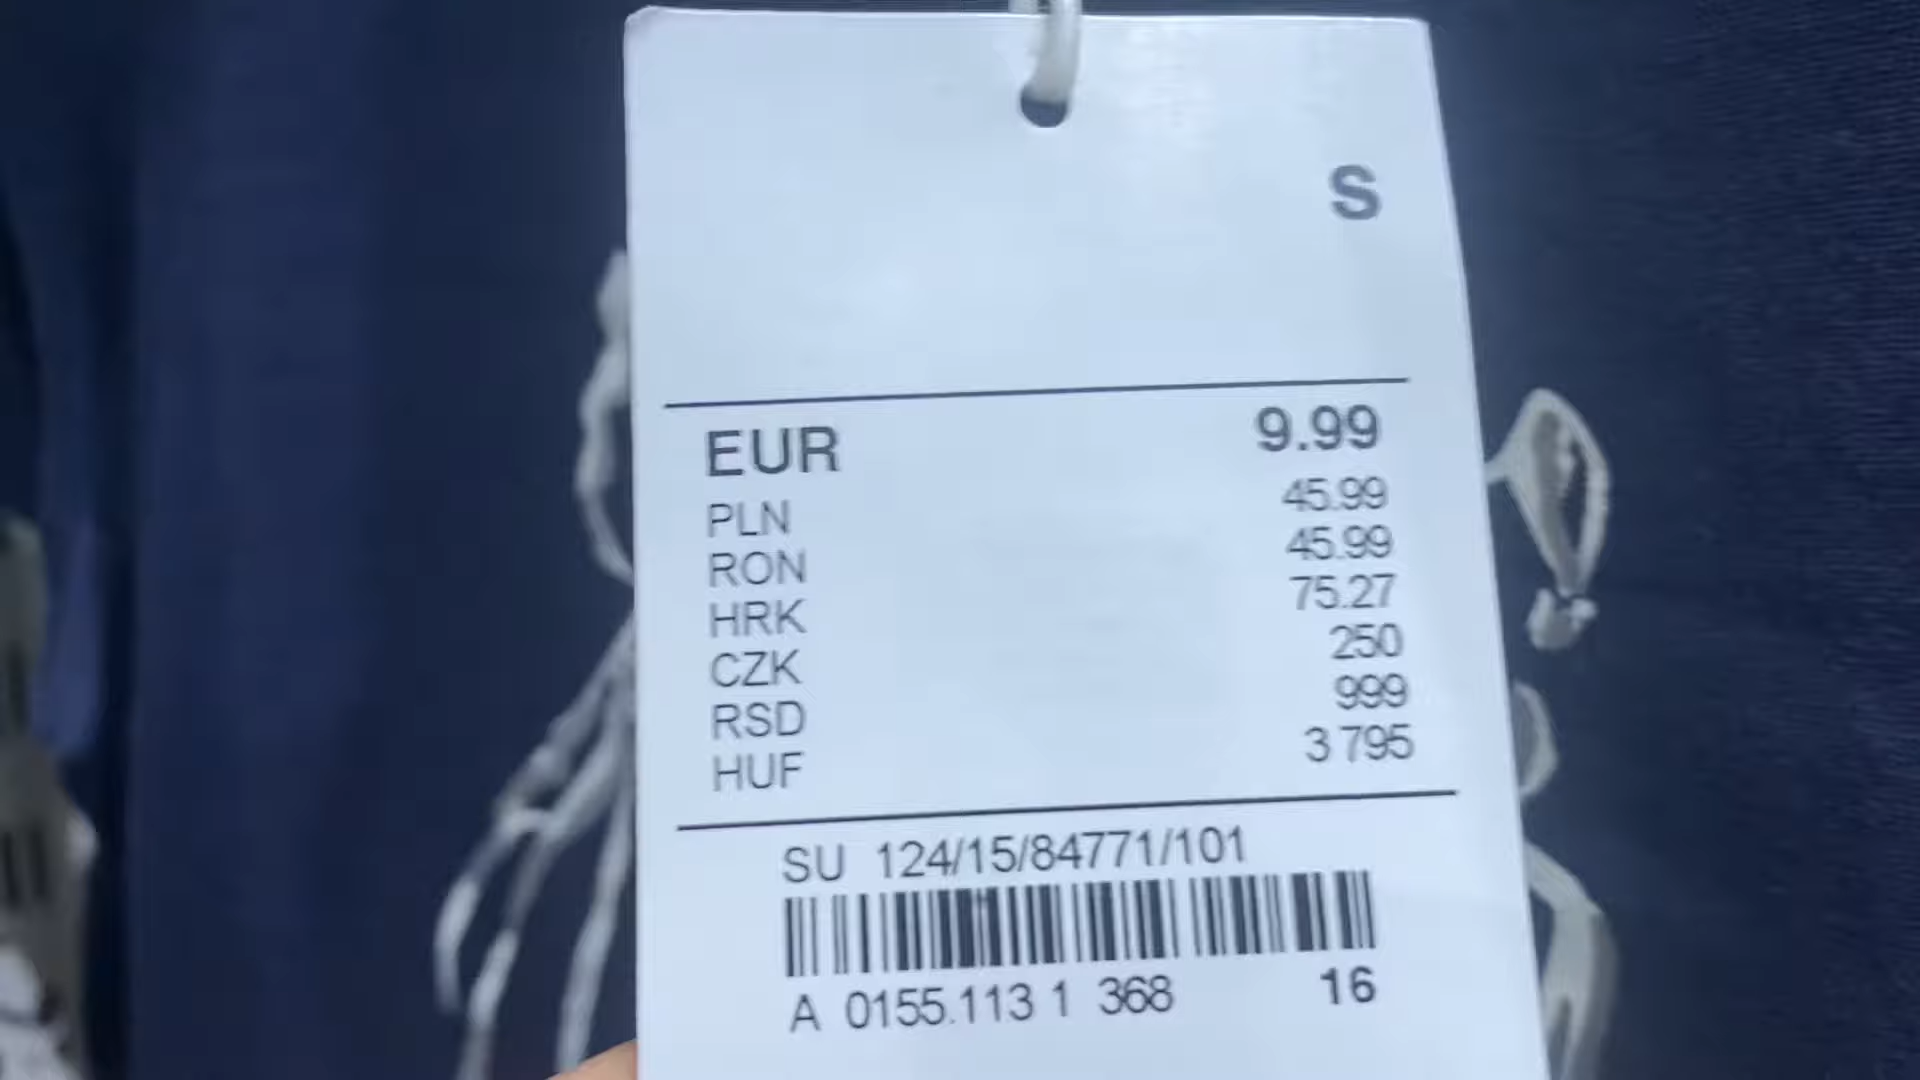 S
EUR 9.99
PLN 45.99
RON 45.99
HRK 75.27
CZK 250
RSD 999
HUF 3 795
SU 124/15/84771/101
A 0155.113 1 368 16